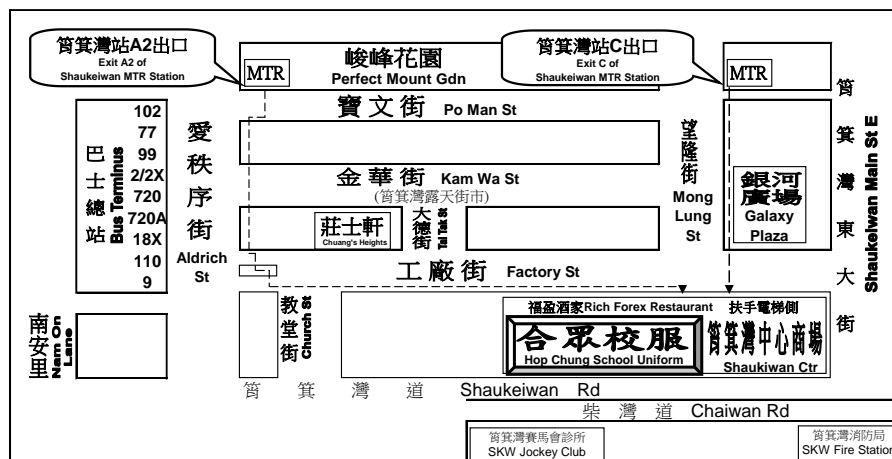 筲箕灣站A2出口
Exit A2 of
Shaukeiwan MTR Station
MTR
峻峰花園
Perfect Mount Gdn
筲箕灣站C出口
Exit C of
Shaukeiwan MTR Station
MTR
寶文街 Po Man St
巴士總站
Bus Terminus
102
77
99
2/2X
720
720A
18X
110
9
愛秩序街
Aldrich
St
金華街 Kam Wa St
(筲箕灣露天街市)
望隆街
Mong
Lung
St
銀河
廣場
Galaxy
Plaza
筲箕灣東大街
Shaukeiwan Main St E
莊士軒
Chuang's Heights
大德街
Tai Tak St
工廠街 Factory St
南安里
Nam On
Lane
教堂街
Church St
福盈酒家Rich Forex Restaurant 扶手電梯側
合眾校服
Hop Chung School Uniform
筲箕灣中心商場
Shaukiwan Ctr
筲箕灣道 Shaukeiwan Rd
柴灣道 Chaiwan Rd
筲箕灣賽馬會診所
SKW Jockey Club
筲箕灣消防局
SKW Fire Station